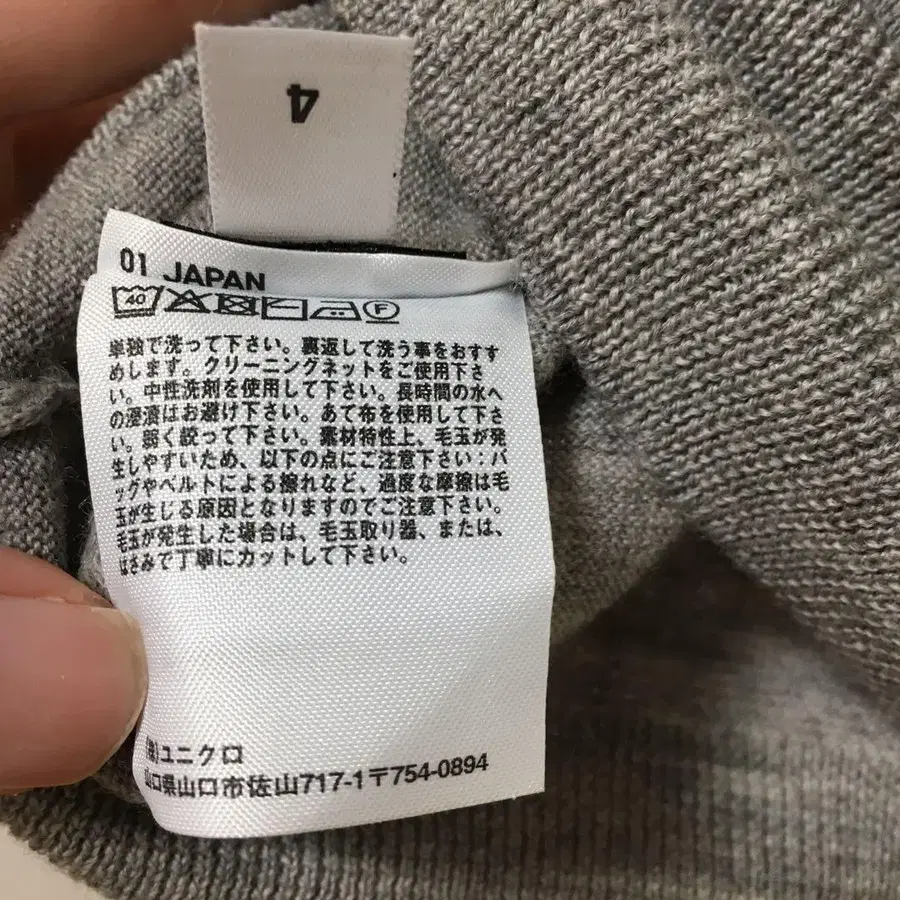 4
01 JAPAN
40 F
単独で洗って下さい。裏返して洗う事をおすす
めします。クリーニングネットをご使用下さ
い。中性洗剤を使用して下さい。長時間の水へ
の浸漬はお避け下さい。あて布を使用して下さ
い。弱く絞って下さい。素材特性上、毛玉が発
生しやすいため、以下の点にご注意下さい：バ
ッグやベルトによる擦れなど、過度な摩擦は毛
玉が生じる原因となりますのでご注意下さい。
毛玉が発生した場合は、毛玉取り器、または、
はさみで丁寧にカットして下さい。
(株)ユニクロ
山口県山口市佐山717-1〒754-0894